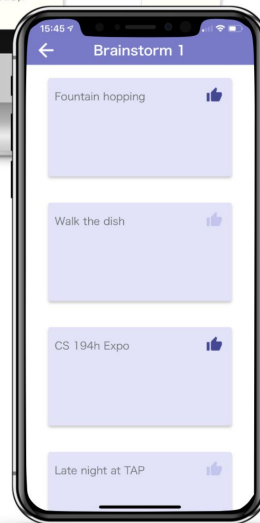 15:45
Brainstorm 1
Fountain hopping
Walk the dish
CS 194h Expo
Late night at TAP